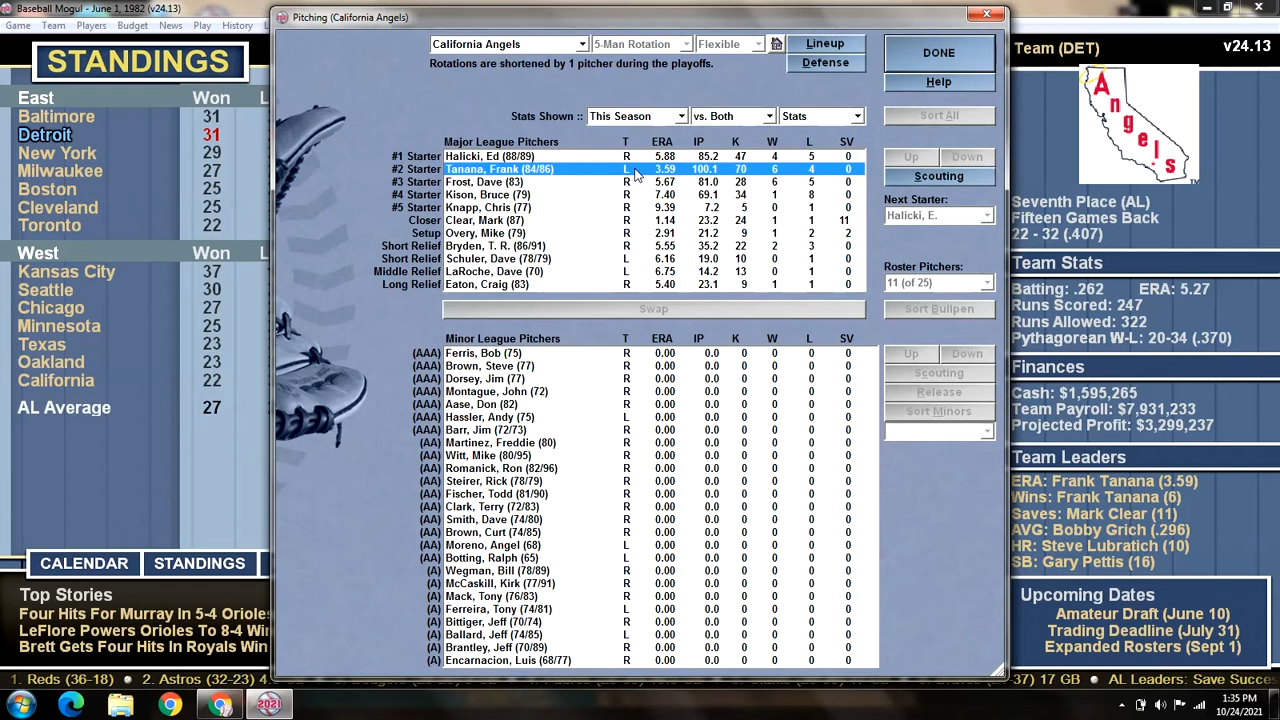 Baseball Mogul - June 1, 1982 (v24.13)
Game Team Players Budget News Play History
Pitching (California Angels)
STANDINGS
East Won L
Baltimore 31
Detroit 31
New York 29
Milwaukee 27
Boston 25
Cleveland 25
Toronto 22
West Won L
Kansas City 37
Seattle 30
Chicago 27
Minnesota 25
Texas 23
Oakland 23
California 22
AL Average 27
CALENDAR STANDINGS
Top Stories
Four Hits For Murray In 5-4 Orioles
LeFlore Powers Orioles To 8-4 Win
Brett Gets Four Hits In Royals Win
California Angels 5-Man Rotation Flexible Lineup
Rotations are shortened by 1 pitcher during the playoffs. Defense
DONE
Help
Stats Shown :: This Season vs. Both Stats Sort All
Major League Pitchers T ERA IP K W L SV
#1 Starter Halicki, Ed (88/89) R 5.88 85.2 47 4 5 0
#2 Starter Tanana, Frank (84/86) L 3.59 100.1 70 6 4 0
#3 Starter Frost, Dave (83) R 5.67 81.0 28 6 5 0
#4 Starter Kison, Bruce (79) R 7.40 69.1 34 1 8 0
#5 Starter Knapp, Chris (77) R 9.39 7.2 5 0 1 0
Closer Clear, Mark (87) R 1.14 23.2 24 1 1 11
Setup Overy, Mike (79) R 2.91 21.2 9 1 2 2
Short Relief Bryden, T. R. (86/91) R 5.55 35.2 22 2 3 0
Short Relief Schuler, Dave (78/79) L 6.16 19.0 10 0 1 0
Middle Relief LaRoche, Dave (70) L 6.75 14.2 13 0 1 0
Long Relief Eaton, Craig (83) R 5.40 23.1 9 1 1 0
Up Down
Scouting
Next Starter:
Halicki, E.
Roster Pitchers:
11 (of 25)
Swap Sort Bullpen
Minor League Pitchers T ERA IP K W L SV
(AAA) Ferris, Bob (75) R 0.00 0.0 0 0 0 0
(AAA) Brown, Steve (77) R 0.00 0.0 0 0 0 0
(AAA) Dorsey, Jim (77) R 0.00 0.0 0 0 0 0
(AAA) Montague, John (72) R 0.00 0.0 0 0 0 0
(AAA) Aase, Don (82) R 0.00 0.0 0 0 0 0
(AAA) Hassler, Andy (75) L 0.00 0.0 0 0 0 0
(AAA) Barr, Jim (72/73) R 0.00 0.0 0 0 0 0
(AA) Martinez, Freddie (80) R 0.00 0.0 0 0 0 0
(AA) Witt, Mike (80/95) R 0.00 0.0 0 0 0 0
(AA) Romanick, Ron (82/96) R 0.00 0.0 0 0 0 0
(AA) Steirer, Rick (78/79) R 0.00 0.0 0 0 0 0
(AA) Fischer, Todd (81/90) R 0.00 0.0 0 0 0 0
(AA) Clark, Terry (72/83) R 0.00 0.0 0 0 0 0
(AA) Smith, Dave (74/80) R 0.00 0.0 0 0 0 0
(AA) Brown, Curt (74/85) R 0.00 0.0 0 0 0 0
(AA) Moreno, Angel (68) L 0.00 0.0 0 0 0 0
(AA) Botting, Ralph (65) L 0.00 0.0 0 0 0 0
(A) Wegman, Bill (78/89) R 0.00 0.0 0 0 0 0
(A) McCaskill, Kirk (77/91) R 0.00 0.0 0 0 0 0
(A) Mack, Tony (76/83) R 0.00 0.0 0 0 0 0
(A) Ferreira, Tony (74/81) L 0.00 0.0 0 0 0 0
(A) Bittiger, Jeff (70/74) R 0.00 0.0 0 0 0 0
(A) Ballard, Jeff (74/85) L 0.00 0.0 0 0 0 0
(A) Brantley, Jeff (70/89) R 0.00 0.0 0 0 0 0
(A) Encarnacion, Luis (68/77) R 0.00 0.0 0 0 0 0
Up Down
Scouting
Release
Sort Minors
Team (DET) v24.13
Angels
TM
Seventh Place (AL)
Fifteen Games Back
22 - 32 (.407)
Team Stats
Batting: .262 ERA: 5.27
Runs Scored: 247
Runs Allowed: 322
Pythagorean W-L: 20-34 (.370)
Finances
Cash: $1,595,265
Team Payroll: $7,931,233
Projected Profit: $3,299,237
Team Leaders
ERA: Frank Tanana (3.59)
Wins: Frank Tanana (6)
Saves: Mark Clear (11)
AVG: Bobby Grich (.296)
HR: Steve Lubratich (10)
SB: Gary Pettis (16)
Upcoming Dates
Amateur Draft (June 10)
Trading Deadline (July 31)
Expanded Rosters (Sept 1)
1. Reds (36-18) 2. Astros (32-23) 4 -37) 17 GB AL Leaders: Save Succes
2021
1:35 PM
10/24/2021